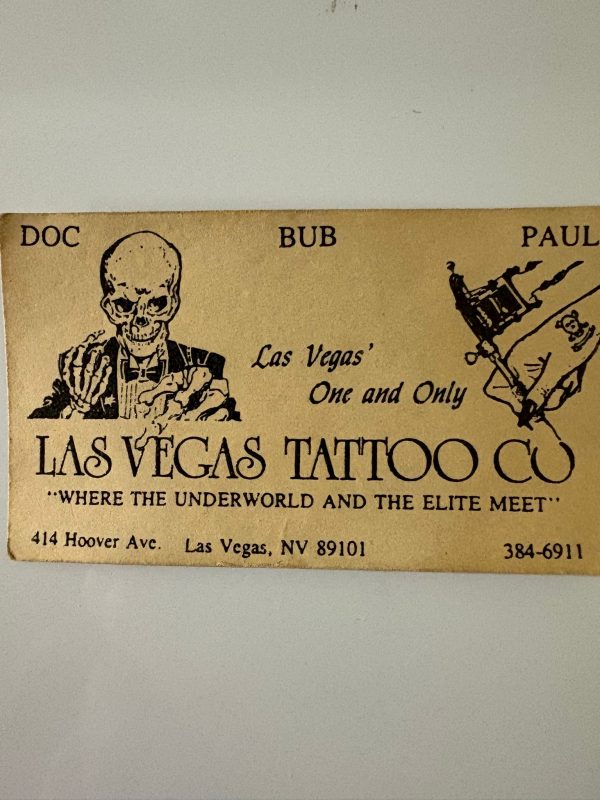 DOC BUB PAUL
Las Vegas'
One and Only
LAS VEGAS TATTOO CO
"WHERE THE UNDERWORLD AND THE ELITE MEET"
414 Hoover Ave. Las Vegas, NV 89101 384-6911